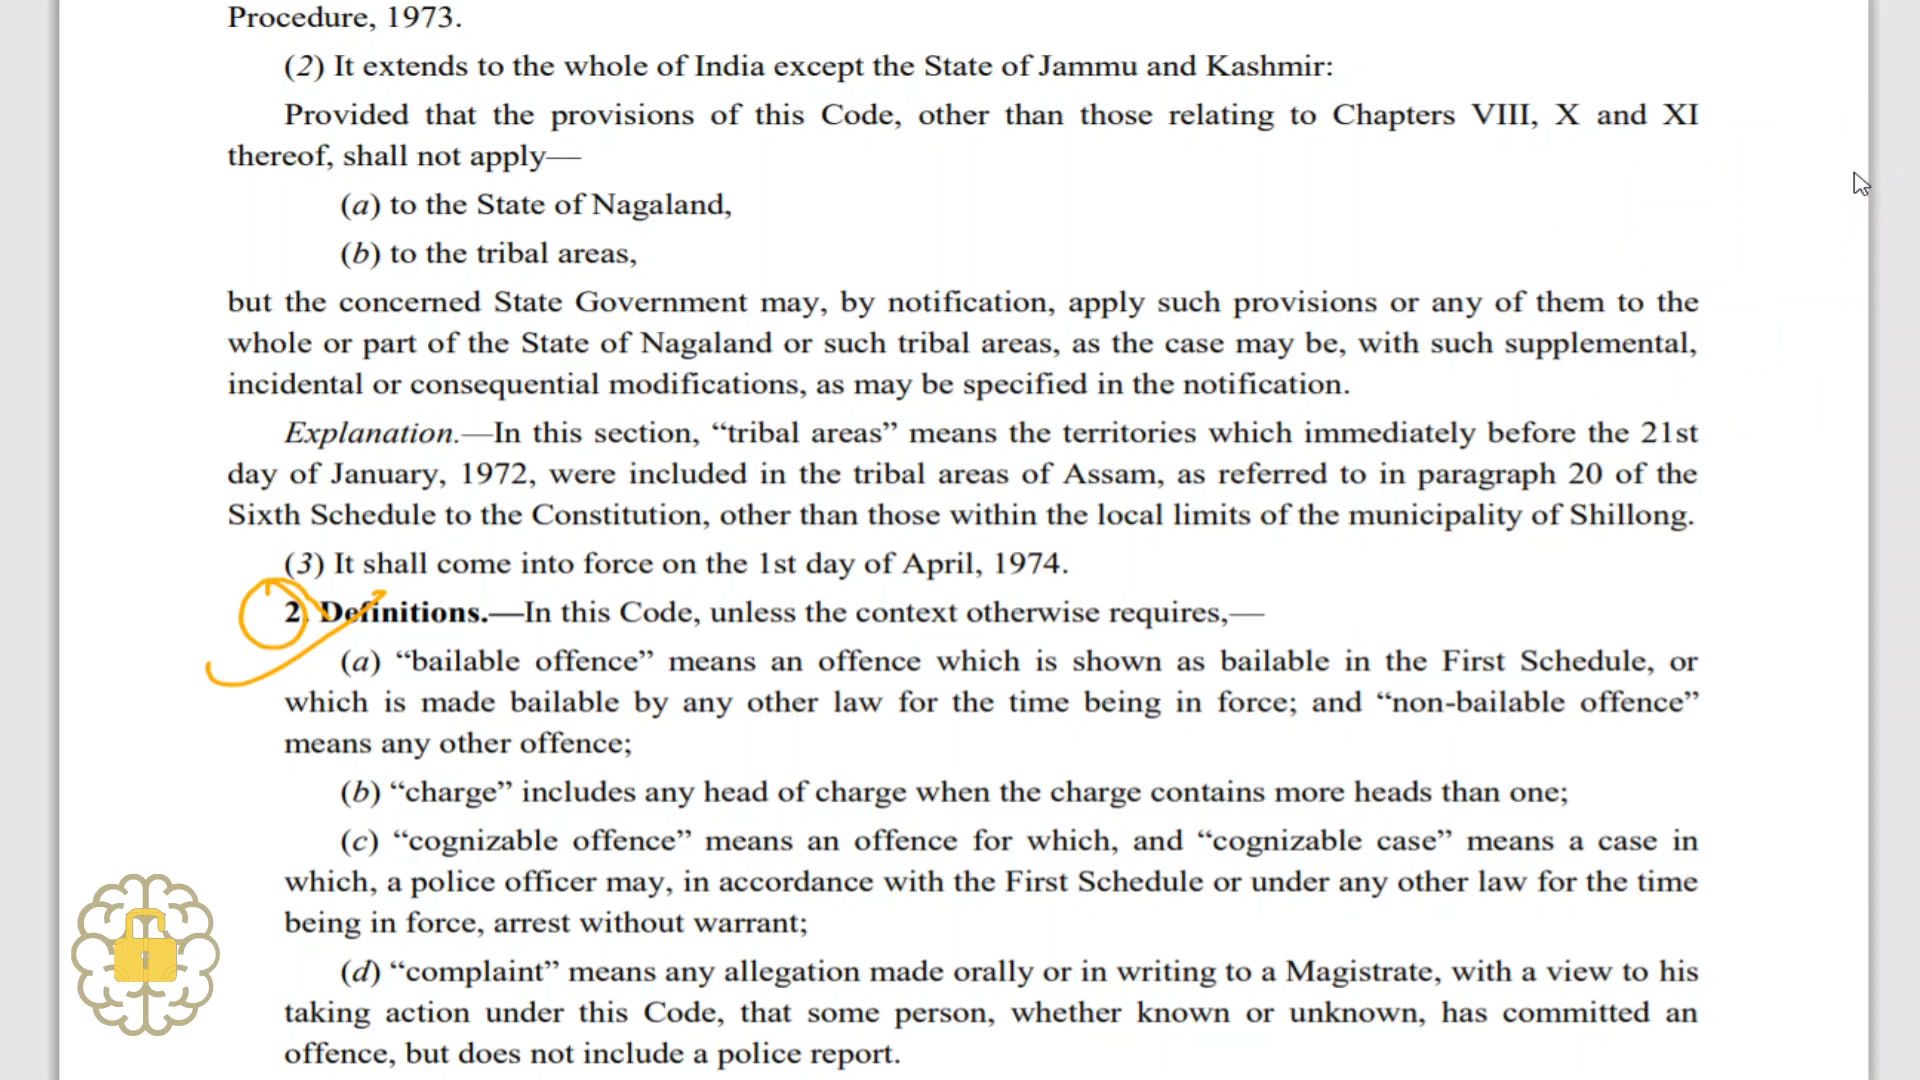 Procedure, 1973.
(2) It extends to the whole of India except the State of Jammu and Kashmir:
Provided that the provisions of this Code, other than those relating to Chapters VIII, X and XI
thereof, shall not apply—
(a) to the State of Nagaland,
(b) to the tribal areas,
but the concerned State Government may, by notification, apply such provisions or any of them to the
whole or part of the State of Nagaland or such tribal areas, as the case may be, with such supplemental,
incidental or consequential modifications, as may be specified in the notification.
Explanation.—In this section, “tribal areas” means the territories which immediately before the 21st
day of January, 1972, were included in the tribal areas of Assam, as referred to in paragraph 20 of the
Sixth Schedule to the Constitution, other than those within the local limits of the municipality of Shillong.
(3) It shall come into force on the 1st day of April, 1974.
2. Definitions.—In this Code, unless the context otherwise requires,—
(a) “bailable offence” means an offence which is shown as bailable in the First Schedule, or
which is made bailable by any other law for the time being in force; and “non-bailable offence”
means any other offence;
(b) “charge” includes any head of charge when the charge contains more heads than one;
(c) “cognizable offence” means an offence for which, and “cognizable case” means a case in
which, a police officer may, in accordance with the First Schedule or under any other law for the time
being in force, arrest without warrant;
(d) “complaint” means any allegation made orally or in writing to a Magistrate, with a view to his
taking action under this Code, that some person, whether known or unknown, has committed an
offence, but does not include a police report.